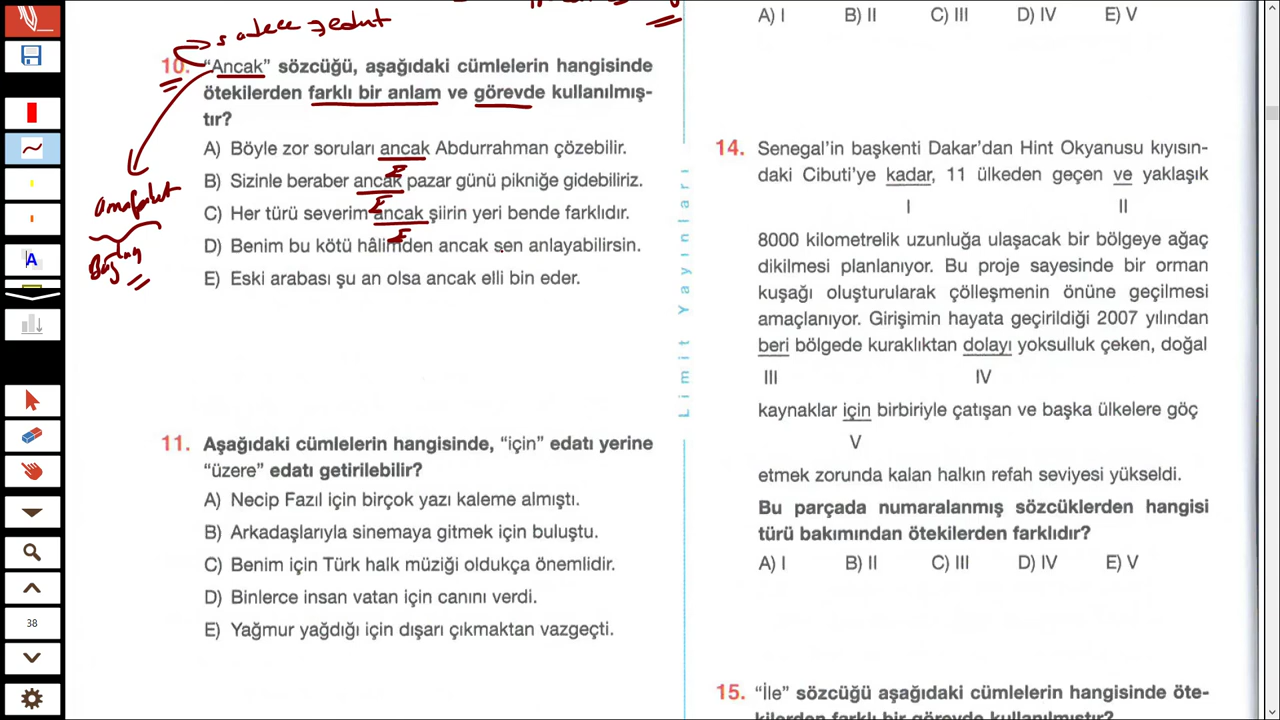 sadece → edat
10. "Ancak" sözcüğü, aşağıdaki cümlelerin hangisinde
ötekilerden farklı bir anlam ve görevde kullanılmış-
tır?
A) Böyle zor soruları ancak Abdurrahman çözebilir.
B) Sizinle beraber ancak pazar günü pikniğe gidebiliriz.
C) Her türü severim ancak şiirin yeri bende farklıdır.
D) Benim bu kötü hâlimden ancak sen anlayabilirsin.
E) Eski arabası şu an olsa ancak elli bin eder.
Bağlaç
11. Aşağıdaki cümlelerin hangisinde, "için" edatı yerine
"üzere" edatı getirilebilir?
A) Necip Fazıl için birçok yazı kaleme almıştı.
B) Arkadaşlarıyla sinemaya gitmek için buluştu.
C) Benim için Türk halk müziği oldukça önemlidir.
D) Binlerce insan vatan için canını verdi.
E) Yağmur yağdığı için dışarı çıkmaktan vazgeçti.
Limit Yayınları
A) I B) II C) III D) IV E) V
14. Senegal'in başkenti Dakar'dan Hint Okyanusu kıyısın-
daki Cibuti'ye kadar, 11 ülkeden geçen ve yaklaşık
I II
8000 kilometrelik uzunluğa ulaşacak bir bölgeye ağaç
dikilmesi planlanıyor. Bu proje sayesinde bir orman
kuşağı oluşturularak çölleşmenin önüne geçilmesi
amaçlanıyor. Girişimin hayata geçirildiği 2007 yılından
beri bölgede kuraklıktan dolayı yoksulluk çeken, doğal
III IV
kaynaklar için birbiriyle çatışan ve başka ülkelere göç
V
etmek zorunda kalan halkın refah seviyesi yükseldi.
Bu parçada numaralanmış sözcüklerden hangisi
türü bakımından ötekilerden farklıdır?
A) I B) II C) III D) IV E) V
15. "İle" sözcüğü aşağıdaki cümlelerin hangisinde öte-
kilerden farklı bir görevde kullanılmıştır?
A
38